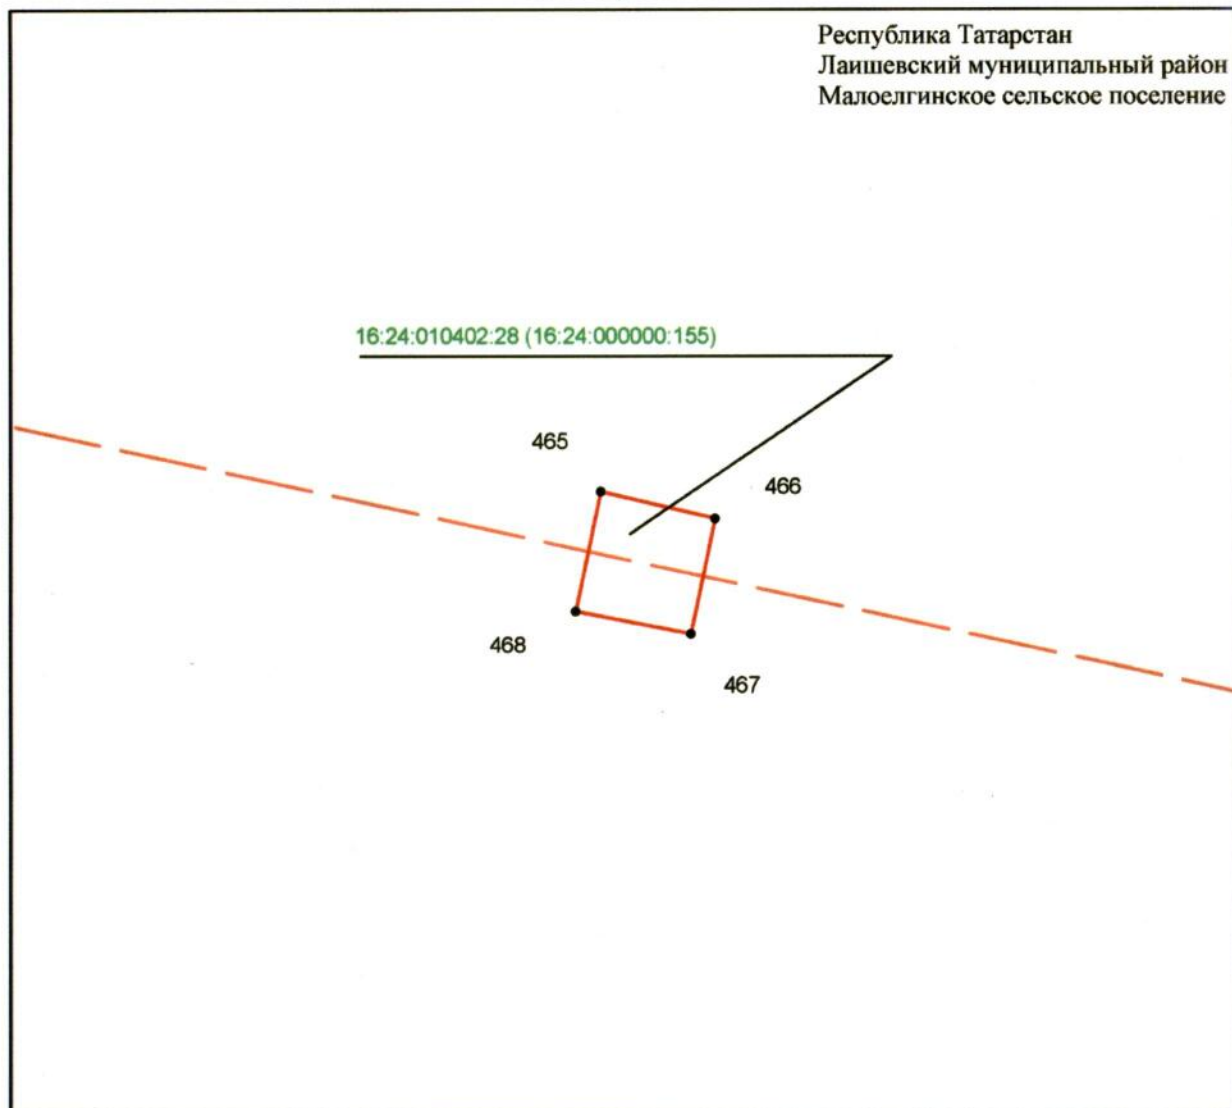 Республика Татарстан
Лаишевский муниципальный район
Малоелгинское сельское поселение
16:24:010402:28 (16:24:000000:155)
465
466
468
467